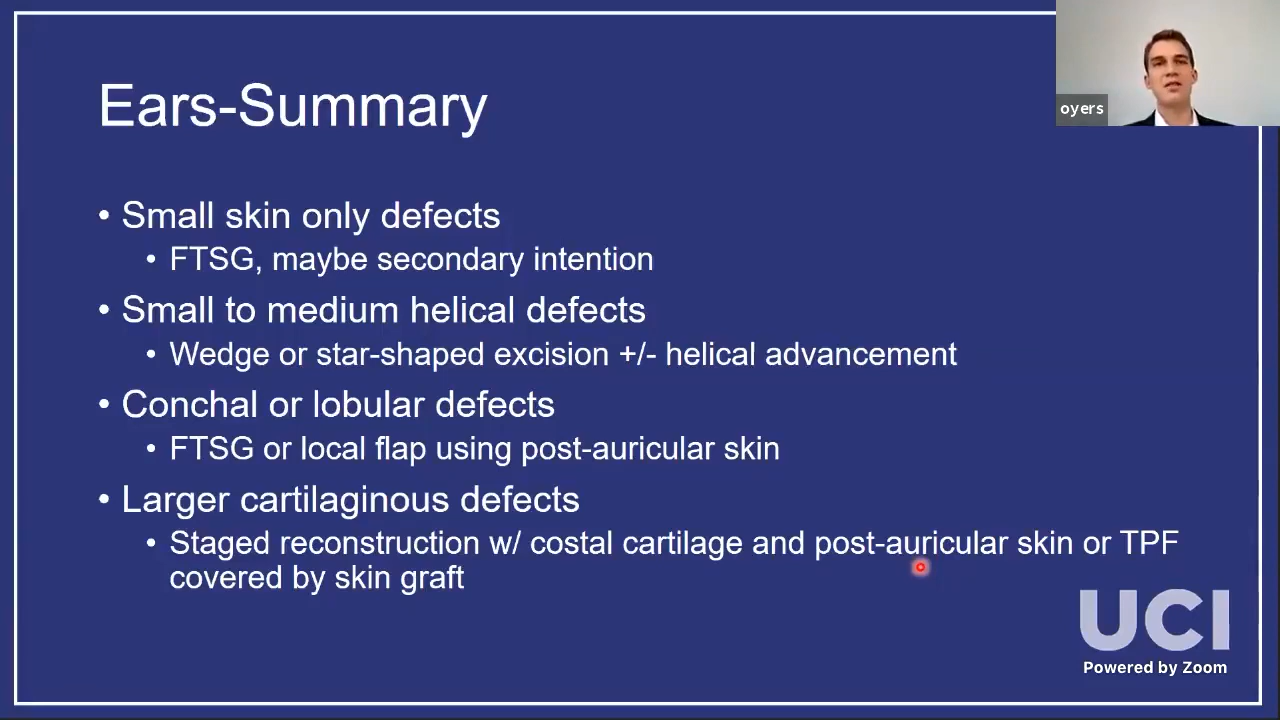 Ears-Summary
oyers
• Small skin only defects
• FTSG, maybe secondary intention
• Small to medium helical defects
• Wedge or star-shaped excision +/- helical advancement
• Conchal or lobular defects
• FTSG or local flap using post-auricular skin
• Larger cartilaginous defects
• Staged reconstruction w/ costal cartilage and post-auricular skin or TPF
covered by skin graft
UCI
Powered by Zoom